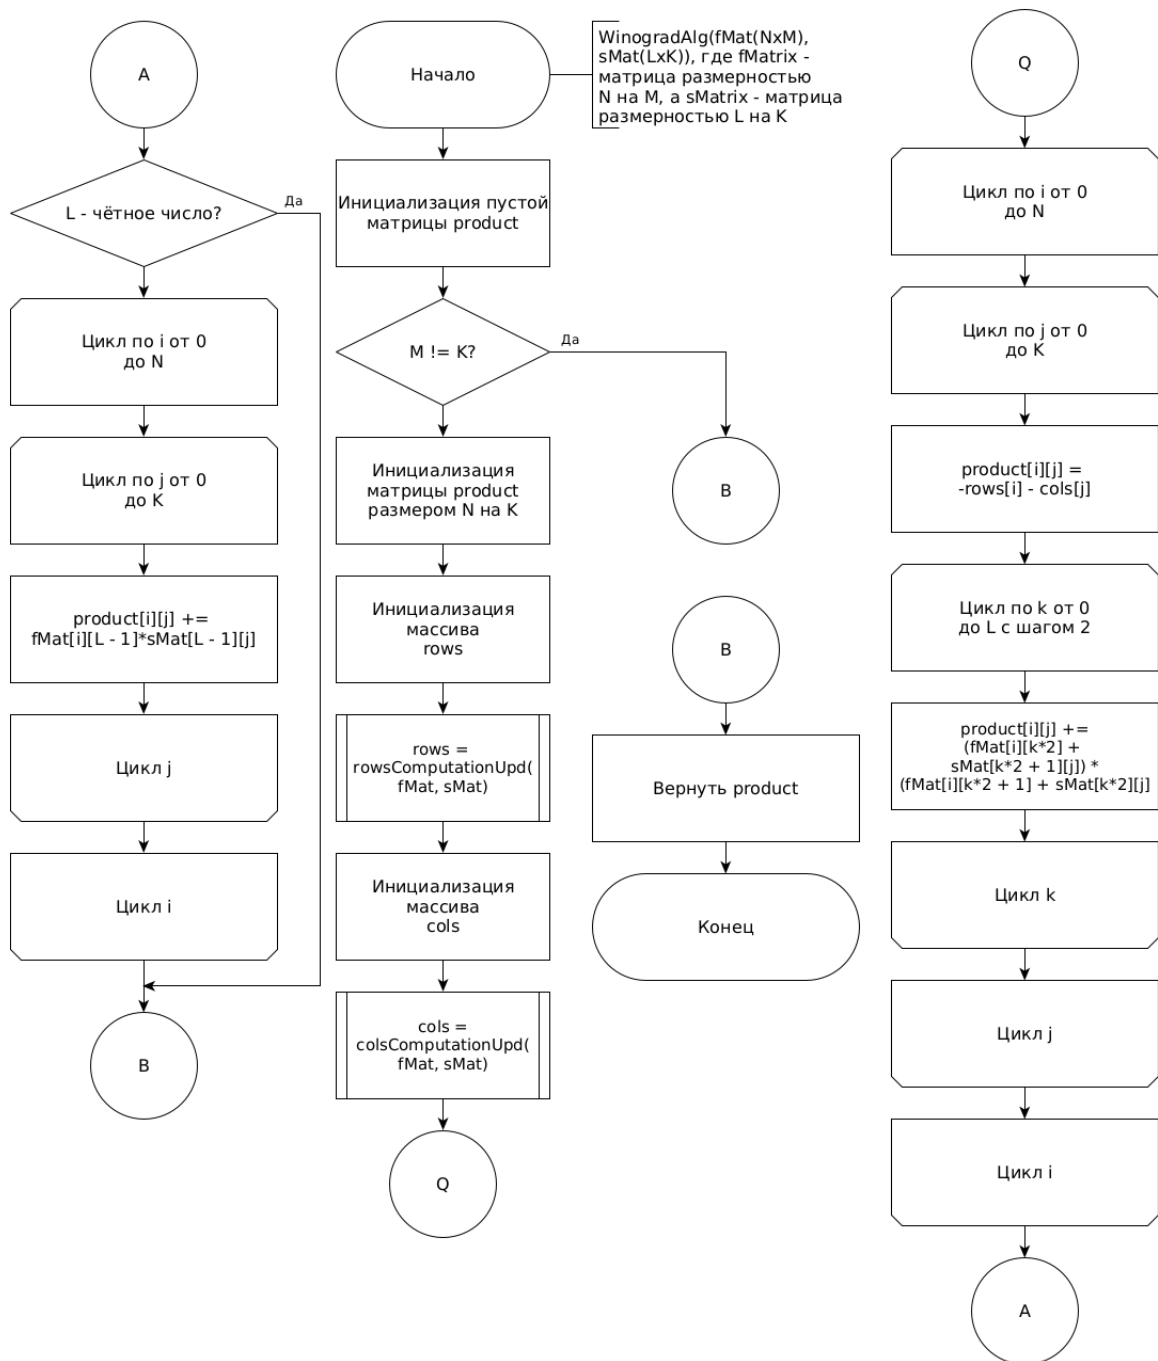 A
L - чётное число?
Да
Цикл по i от 0
до N
Цикл по j от 0
до K
product[i][j] +=
fMat[i][L - 1]*sMat[L - 1][j]
Цикл j
Цикл i
B
Начало
WinogradAlg(fMat(NxM),
sMat(LxK)), где fMatrix -
матрица размерностью
N на M, а sMatrix - матрица
размерностью L на K
Инициализация пустой
матрицы product
M != K?
Да
B
Инициализация
матрицы product
размером N на K
Инициализация
массива
rows
rows =
rowsComputationUpd(
fMat, sMat)
Инициализация
массива
cols
cols =
colsComputationUpd(
fMat, sMat)
Q
B
Вернуть product
Конец
Q
Цикл по i от 0
до N
Цикл по j от 0
до K
product[i][j] =
-rows[i] - cols[j]
Цикл по k от 0
до L с шагом 2
product[i][j] +=
(fMat[i][k*2] +
sMat[k*2 + 1][j]) *
(fMat[i][k*2 + 1] + sMat[k*2][j]
Цикл k
Цикл j
Цикл i
A